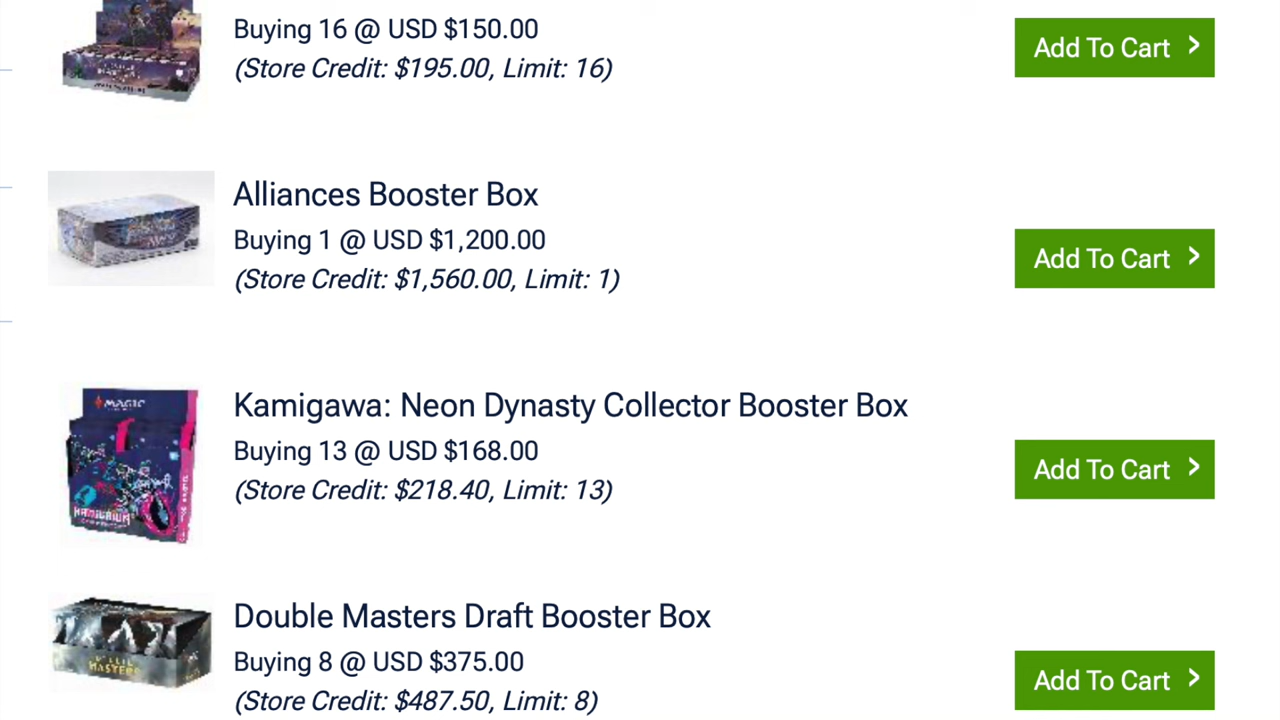 Buying 16 @ USD $150.00
Add To Cart
(Store Credit: $195.00, Limit: 16)
Alliances Booster Box
Buying 1 @ USD $1,200.00
Add To Cart
(Store Credit: $1,560.00, Limit: 1)
MAGIC
Kamigawa: Neon Dynasty Collector Booster Box
Buying 13 @ USD $168.00
Add To Cart
(Store Credit: $218.40, Limit: 13)
Double Masters Draft Booster Box
Buying 8 @ USD $375.00
MASTERS
Add To Cart
(Store Credit: $487.50, Limit: 8)